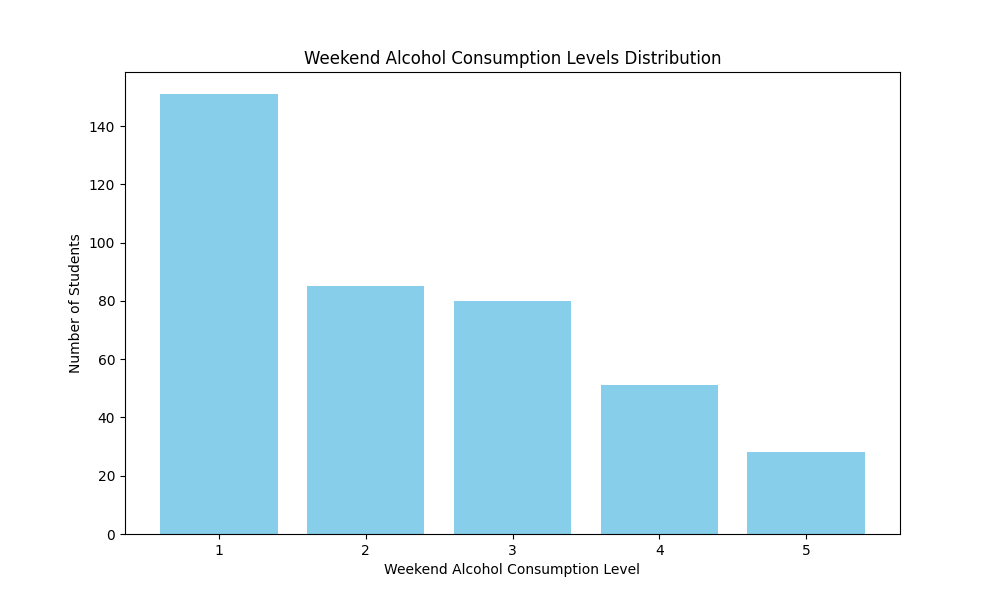 Weekend Alcohol Consumption Levels Distribution
Number of Students
140
120
100
80
60
40
20
0
1 2 3 4 5
Weekend Alcohol Consumption Level